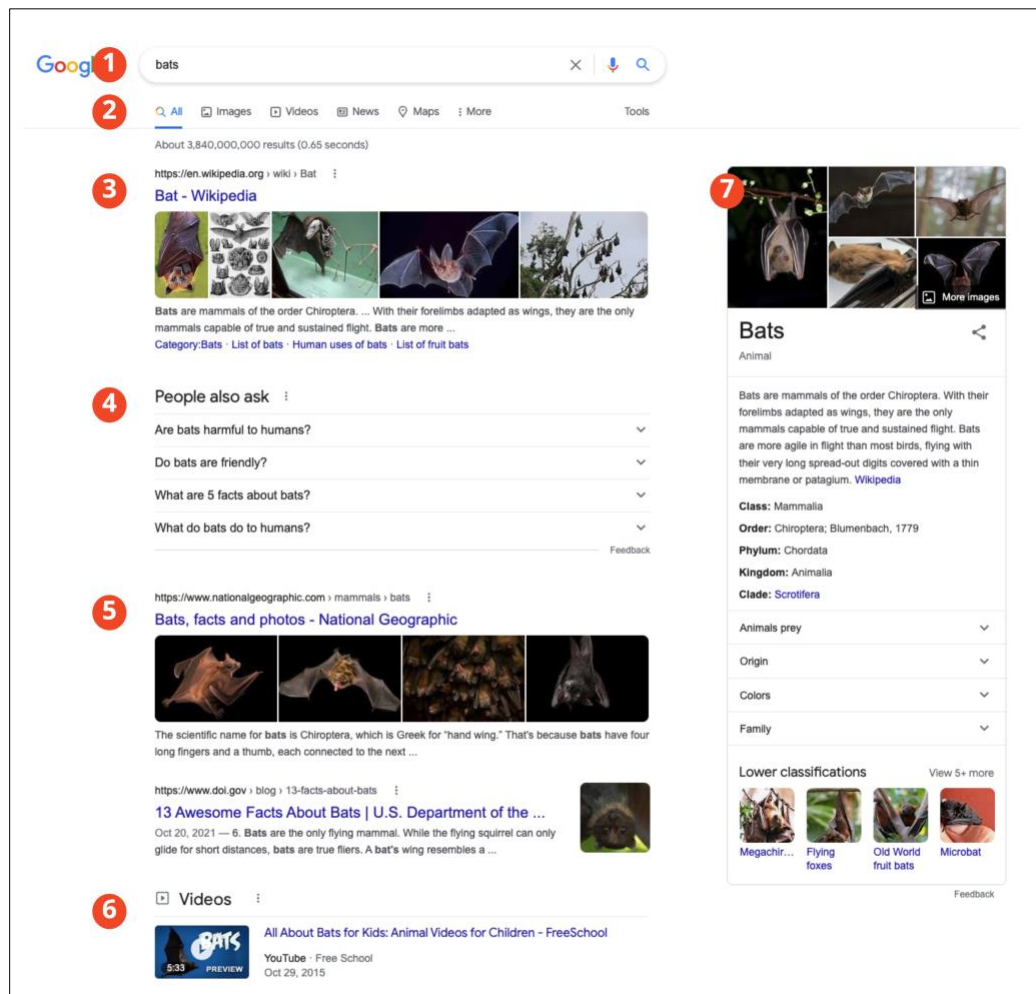 Goog
1
bats
2
All Images Videos News Maps More Tools
About 3,840,000,000 results (0.65 seconds)
3
https://en.wikipedia.org › wiki › Bat
Bat - Wikipedia
Bats are mammals of the order Chiroptera. ... With their forelimbs adapted as wings, they are the only
mammals capable of true and sustained flight. Bats are more ...
Category:Bats · List of bats · Human uses of bats · List of fruit bats
4
People also ask
Are bats harmful to humans?
Do bats are friendly?
What are 5 facts about bats?
What do bats do to humans?
Feedback
5
https://www.nationalgeographic.com › mammals › bats
Bats, facts and photos - National Geographic
The scientific name for bats is Chiroptera, which is Greek for “hand wing.” That's because bats have four
long fingers and a thumb, each connected to the next ...
https://www.doi.gov › blog › 13-facts-about-bats
13 Awesome Facts About Bats | U.S. Department of the ...
Oct 20, 2021 — 6. Bats are the only flying mammal. While the flying squirrel can only
glide for short distances, bats are true fliers. A bat's wing resembles a ...
6
Videos
BATS
5:33 PREVIEW
All About Bats for Kids: Animal Videos for Children - FreeSchool
YouTube · Free School
Oct 29, 2015
7
More images
Bats
Animal
Bats are mammals of the order Chiroptera. With their
forelimbs adapted as wings, they are the only
mammals capable of true and sustained flight. Bats
are more agile in flight than most birds, flying with
their very long spread-out digits covered with a thin
membrane or patagium. Wikipedia
Class: Mammalia
Order: Chiroptera; Blumenbach, 1779
Phylum: Chordata
Kingdom: Animalia
Clade: Scrotifera
Animals prey
Origin
Colors
Family
Lower classifications View 5+ more
Megachir... Flying foxes Old World fruit bats Microbat
Feedback